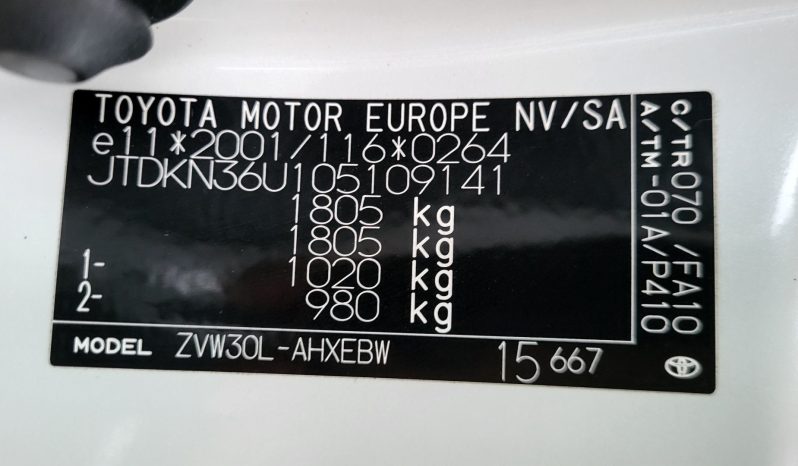 TOYOTA MOTOR EUROPE NV/SA
e11*2001/116*0264
JTDKN36U105109141
1805 kg
1805 kg
1- 1020 kg
2- 980 kg
MODEL ZVW30L-AHXEBW 15 667
C/TR070 /FA10
A/TM-01A/P410